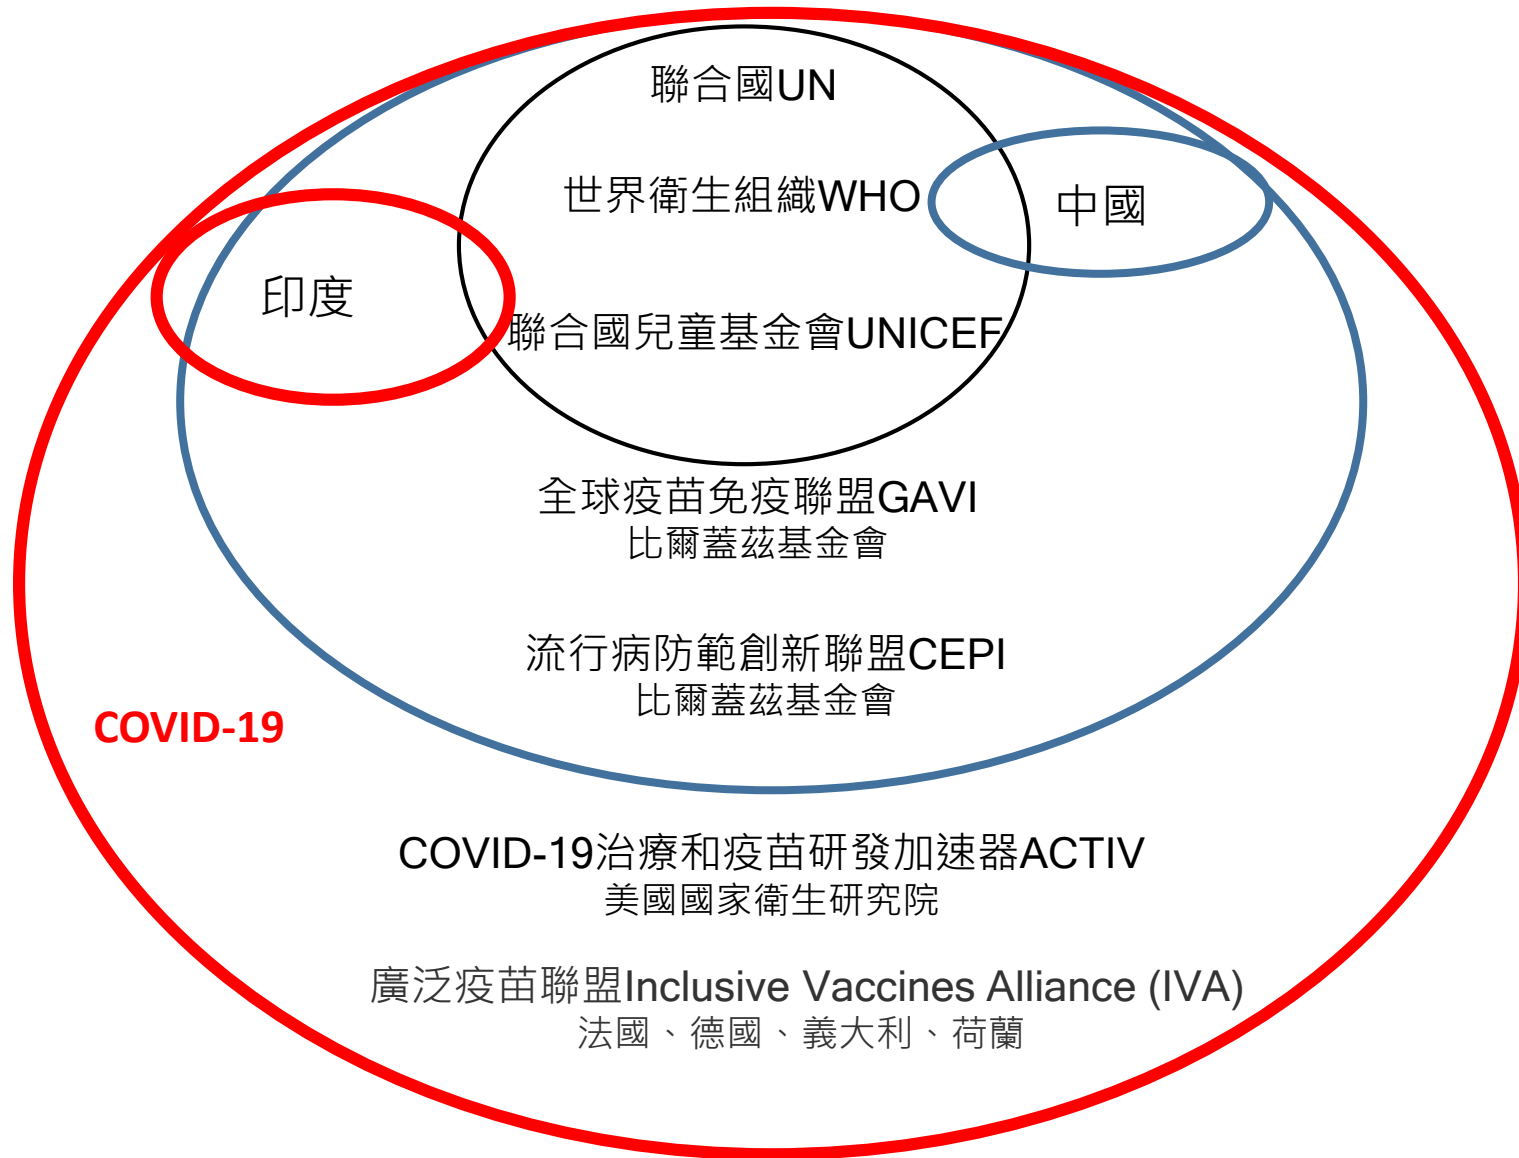 聯合國UN
世界衛生組織WHO
中國
印度
聯合國兒童基金會UNICEF
全球疫苗免疫聯盟GAVI
比爾蓋茲基金會
流行病防範創新聯盟CEPI
比爾蓋茲基金會
COVID-19
COVID-19治療和疫苗研發加速器ACTIV
美國國家衛生研究院
廣泛疫苗聯盟Inclusive Vaccines Alliance (IVA)
法國、德國、義大利、荷蘭